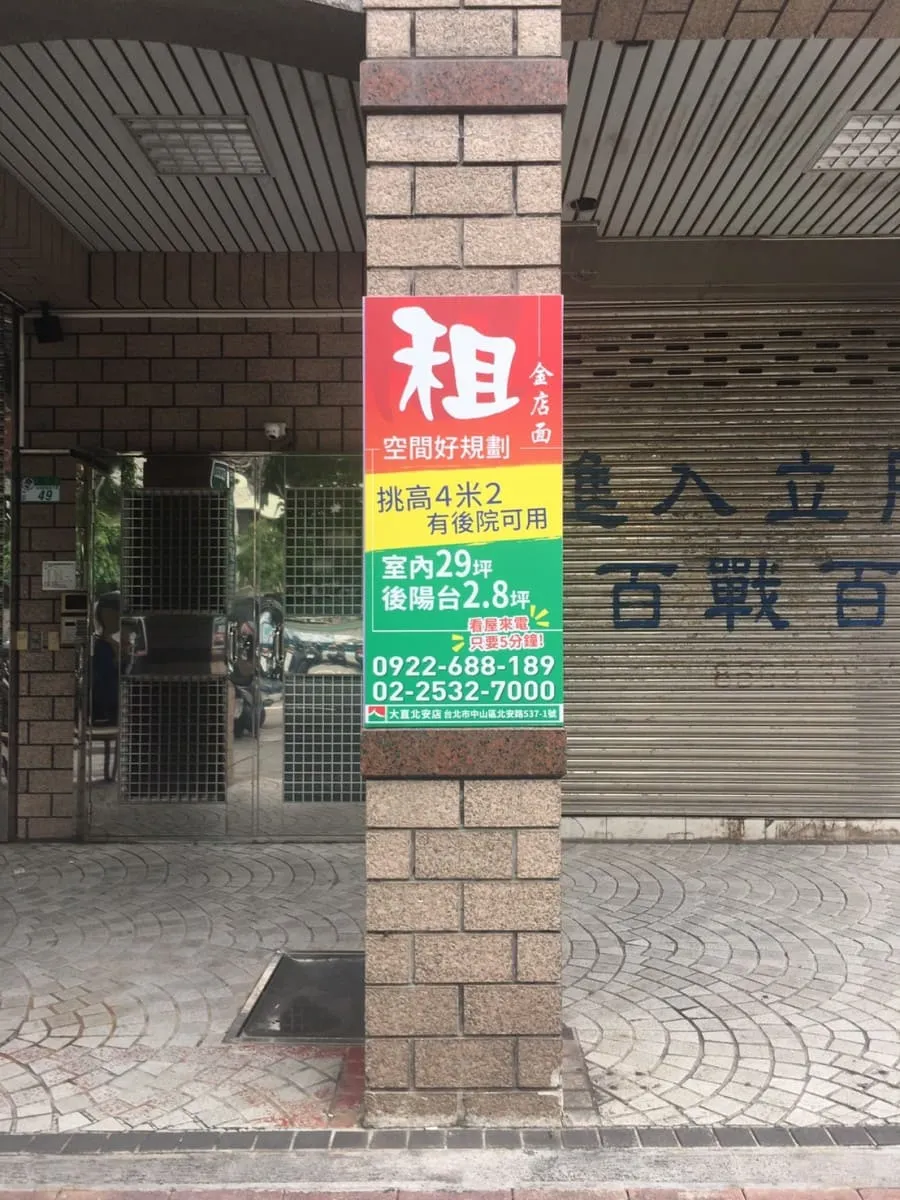 租
金店面
空間好規劃
挑高4米2
有後院可用
室內29坪
後陽台2.8坪
看屋來電
只要5分鐘!
0922-688-189
02-2532-7000
大直北安店 台北市中山區北安路537-1號
進入立
百戰百
49